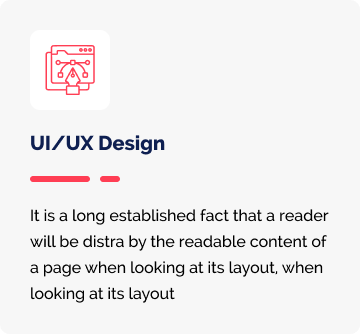 UI/UX Design
It is a long established fact that a reader
will be distra by the readable content of
a page when looking at its layout, when
looking at its layout